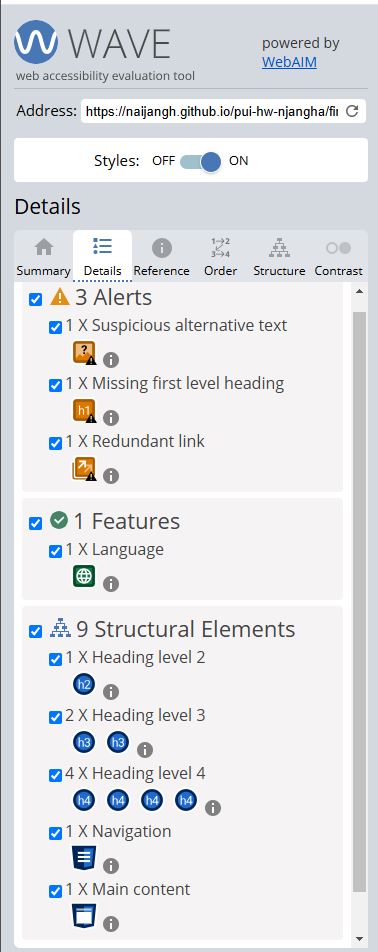 WAVE
web accessibility evaluation tool
powered by
WebAIM
Address: https://naijangh.github.io/pui-hw-njangha/fi
Styles: OFF ON
Details
Summary Details Reference Order Structure Contrast
3 Alerts
1 X Suspicious alternative text
?
1 X Missing first level heading
h1
1 X Redundant link
1 Features
1 X Language
9 Structural Elements
1 X Heading level 2
h2
2 X Heading level 3
h3 h3
4 X Heading level 4
h4 h4 h4 h4
1 X Navigation
1 X Main content